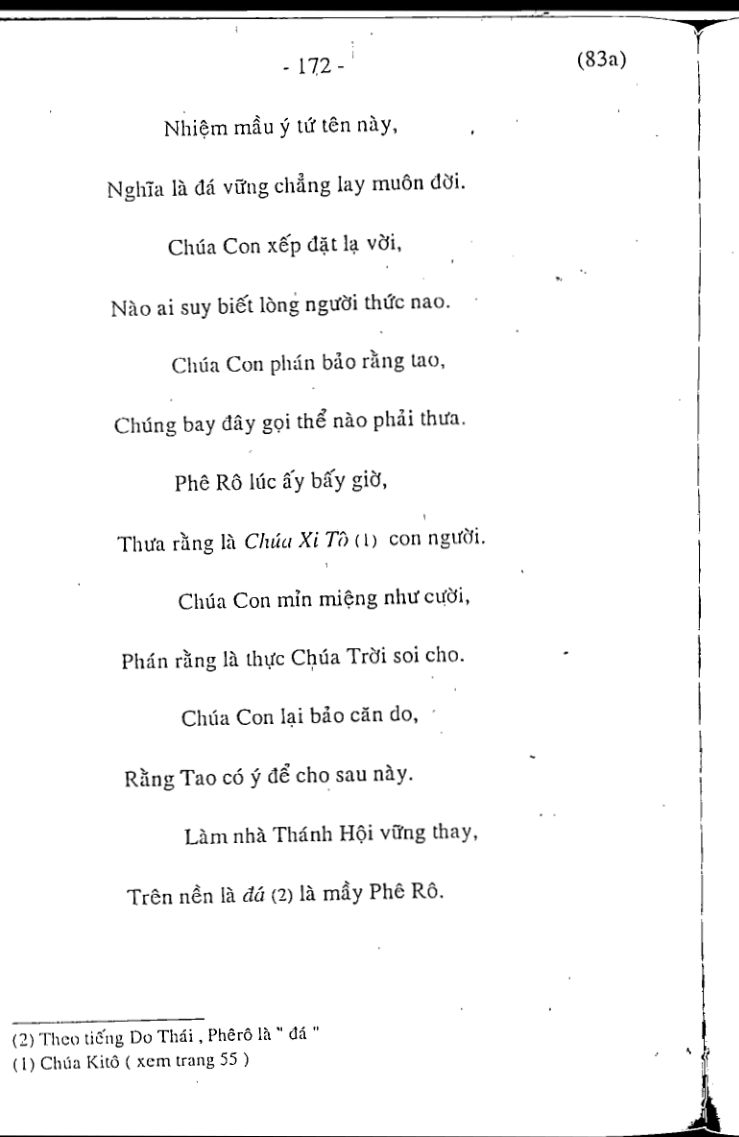 - 172 - (83a)
Nhiệm mầu ý tứ tên này,
Nghĩa là đá vững chẳng lay muôn đời.
Chúa Con xếp đặt lạ vời,
Nào ai suy biết lòng người thức nao.
Chúa Con phán bảo rằng tao,
Chúng bay đây gọi thể nào phải thưa.
Phê Rô lúc ấy bấy giờ,
Thưa rằng là Chúa Xi Tô (1) con người.
Chúa Con mỉn miệng như cười,
Phán rằng là thực Chúa Trời soi cho.
Chúa Con lại bảo căn do,
Rằng Tao có ý để cho sau này.
Làm nhà Thánh Hội vững thay,
Trên nền là đá (2) là mầy Phê Rô.
(2) Theo tiếng Do Thái , Phêrô là " đá "
(1) Chúa Kitô ( xem trang 55 )